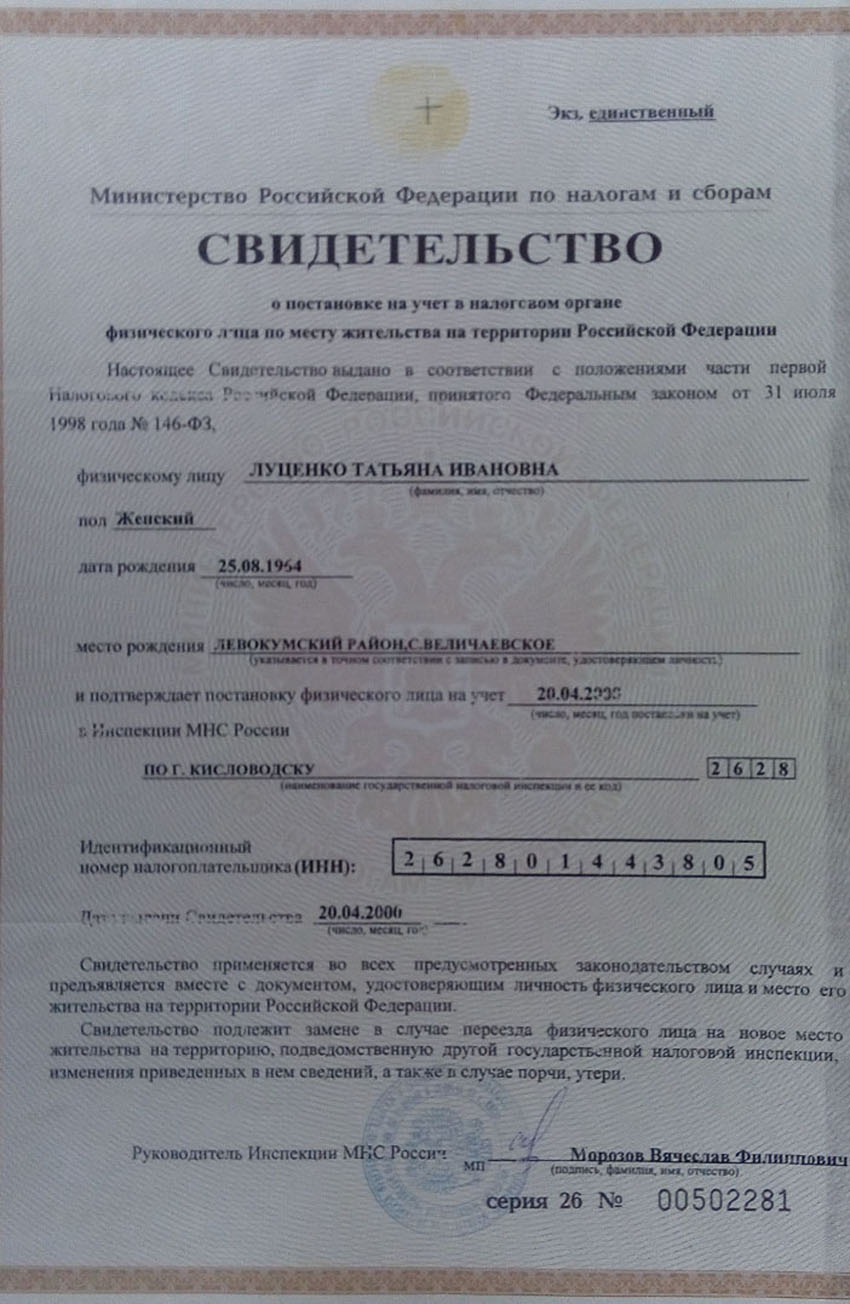 Экз. единственный
Министерство Российской Федерации по налогам и сборам
СВИДЕТЕЛЬСТВО
о постановке на учет в налоговом органе
физического лица по месту жительства на территории Российской Федерации
Настоящее Свидетельство выдано в соответствии с положениями части первой
Налогового кодекса Российской Федерации, принятого Федеральным законом от 31 июля
1998 года № 146-ФЗ,
физическому лицу ЛУЦЕНКО ТАТЬЯНА ИВАНОВНА
(фамилия, имя, отчество)
пол Женский
дата рождения 25.08.1964
(число, месяц, год)
место рождения ЛЕВОКУМСКИЙ РАЙОН,С.ВЕЛИЧАЕВСКОЕ
(указывается в точном соответствии с записью в документе, удостоверяющем личность)
и подтверждает постановку физического лица на учет 20.04.
(число, месяц, год постановки на учет)
в Инспекции МНС России
ПО Г. КИСЛОВОДСКУ 2628
(наименование государственной налоговой инспекции и ее код)
Идентификационный
номер налогоплательщика (ИНН): 262801443805
Дата выдачи Свидетельства 20.04.2000
(число, месяц, год)
Свидетельство применяется во всех предусмотренных законодательством случаях и
предъявляется вместе с документом, удостоверяющим личность физического лица и место его
жительства на территории Российской Федерации.
Свидетельство подлежит замене в случае переезда физического лица на новое место
жительства на территорию, подведомственную другой государственной налоговой инспекции,
изменения приведенных в нем сведений, а также в случае порчи, утери.
Руководитель Инспекции МНС России
МП Морозов Вячеслав Филиппович
(подпись, фамилия, имя, отчество)
серия 26 № 00502281